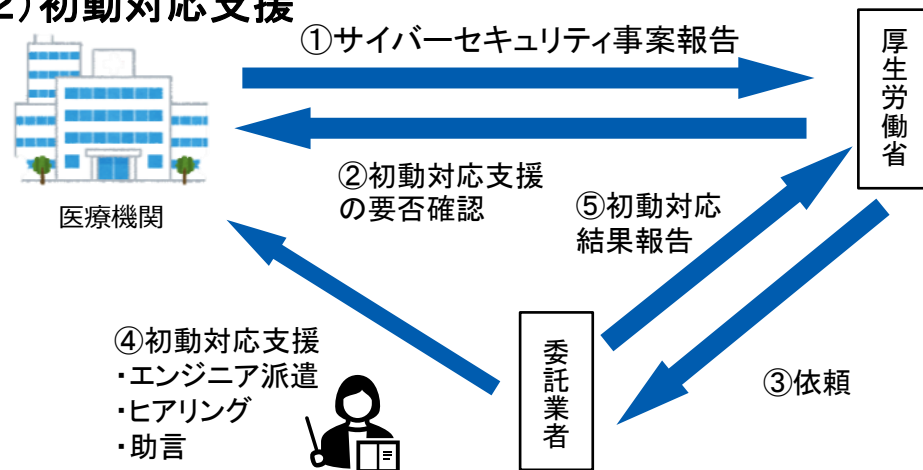 2)初動対応支援
①サイバーセキュリティ事案報告
厚生労働省
②初動対応支援
の要否確認
医療機関
⑤初動対応
結果報告
④初動対応支援
・エンジニア派遣
・ヒアリング
・助言
委託業者
③依頼